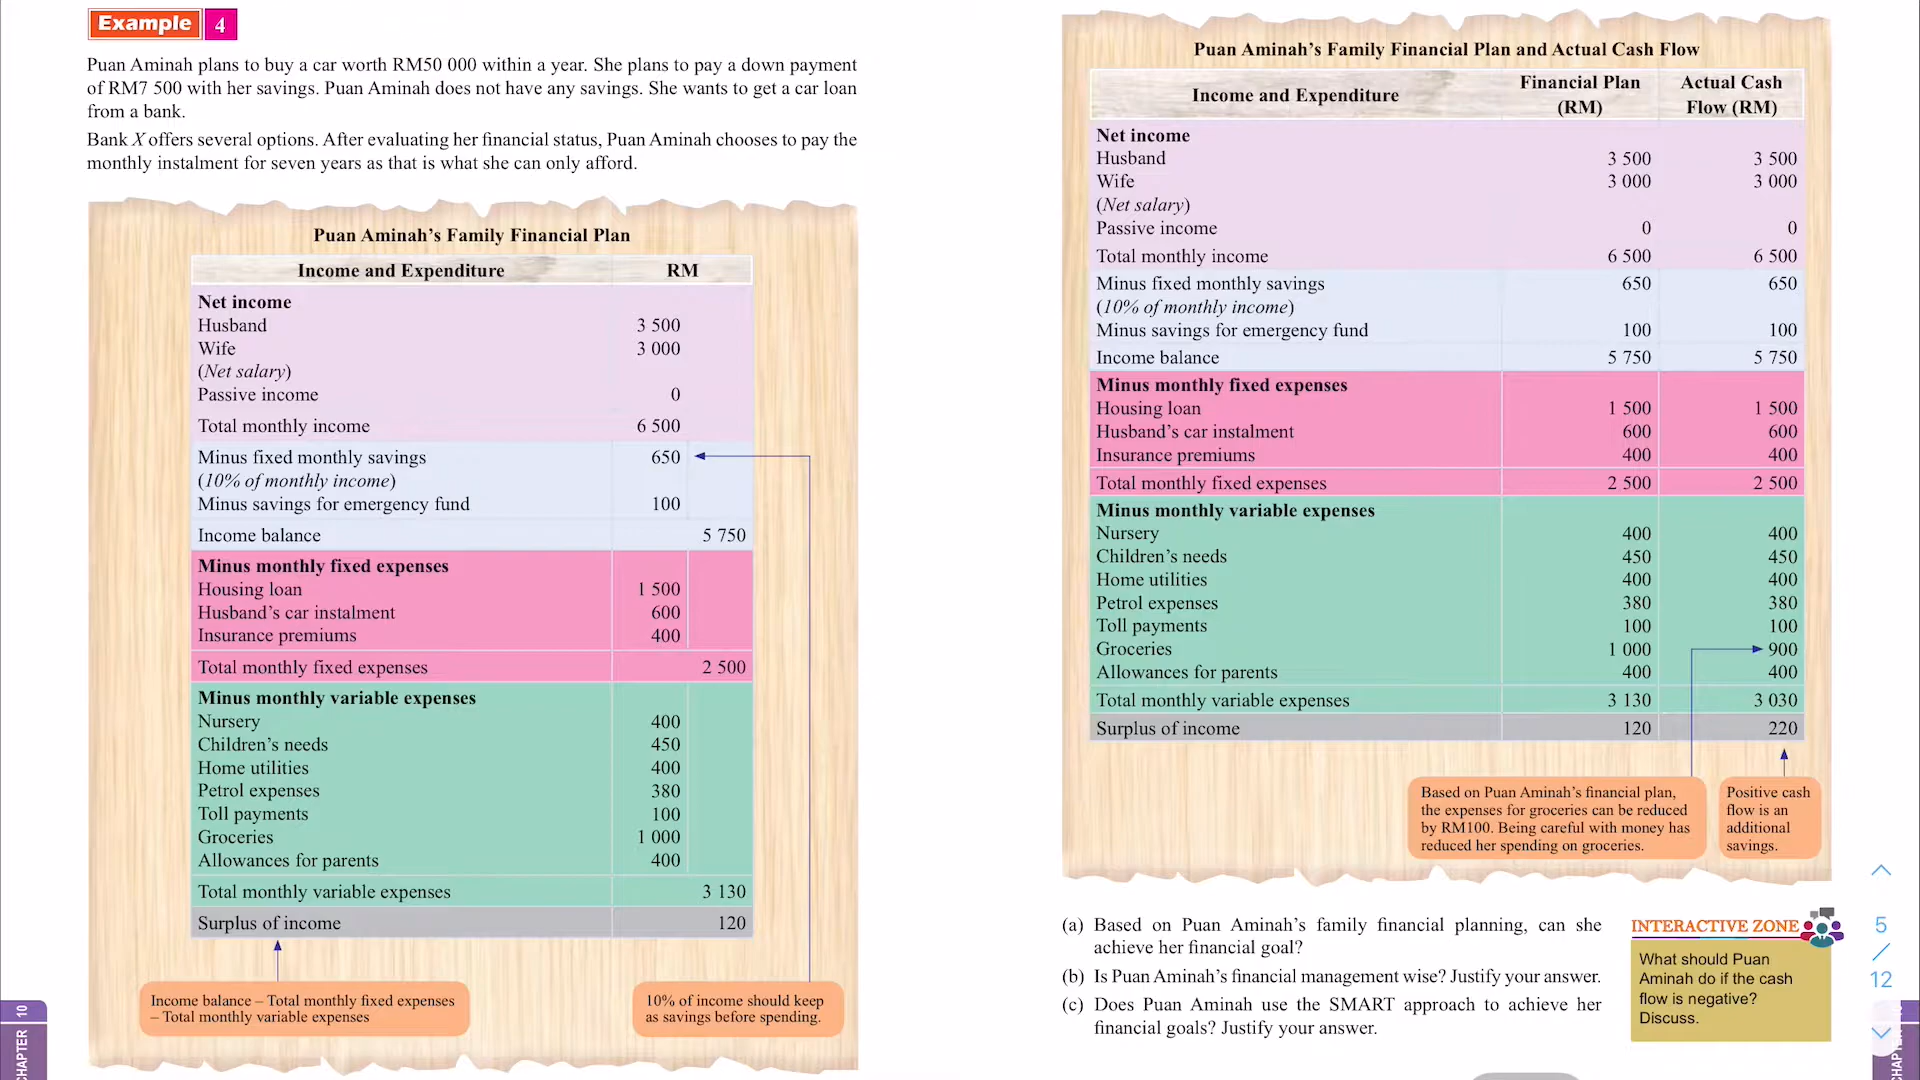 Example 4
Puan Aminah plans to buy a car worth RM50 000 within a year. She plans to pay a down payment
of RM7 500 with her savings. Puan Aminah does not have any savings. She wants to get a car loan
from a bank.
Bank X offers several options. After evaluating her financial status, Puan Aminah chooses to pay the
monthly instalment for seven years as that is what she can only afford.
Puan Aminah’s Family Financial Plan
Income and Expenditure RM
Net income
Husband 3 500
Wife 3 000
(Net salary)
Passive income 0
Total monthly income 6 500
Minus fixed monthly savings 650
(10% of monthly income)
Minus savings for emergency fund 100
Income balance 5 750
Minus monthly fixed expenses
Housing loan 1 500
Husband’s car instalment 600
Insurance premiums 400
Total monthly fixed expenses 2 500
Minus monthly variable expenses
Nursery 400
Children’s needs 450
Home utilities 400
Petrol expenses 380
Toll payments 100
Groceries 1 000
Allowances for parents 400
Total monthly variable expenses 3 130
Surplus of income 120
Income balance – Total monthly fixed expenses
– Total monthly variable expenses
10% of income should keep
as savings before spending.
CHAPTER 10
Puan Aminah’s Family Financial Plan and Actual Cash Flow
Income and Expenditure Financial Plan (RM) Actual Cash Flow (RM)
Net income
Husband 3 500 3 500
Wife 3 000 3 000
(Net salary)
Passive income 0 0
Total monthly income 6 500 6 500
Minus fixed monthly savings 650 650
(10% of monthly income)
Minus savings for emergency fund 100 100
Income balance 5 750 5 750
Minus monthly fixed expenses
Housing loan 1 500 1 500
Husband’s car instalment 600 600
Insurance premiums 400 400
Total monthly fixed expenses 2 500 2 500
Minus monthly variable expenses
Nursery 400 400
Children’s needs 450 450
Home utilities 400 400
Petrol expenses 380 380
Toll payments 100 100
Groceries 1 000 900
Allowances for parents 400 400
Total monthly variable expenses 3 130 3 030
Surplus of income 120 220
Based on Puan Aminah’s financial plan,
the expenses for groceries can be reduced
by RM100. Being careful with money has
reduced her spending on groceries.
Positive cash
flow is an
additional
savings.
(a) Based on Puan Aminah’s family financial planning, can she
achieve her financial goal?
(b) Is Puan Aminah’s financial management wise? Justify your answer.
(c) Does Puan Aminah use the SMART approach to achieve her
financial goals? Justify your answer.
INTERACTIVE ZONE
What should Puan
Aminah do if the cash
flow is negative?
Discuss.
5
/
12